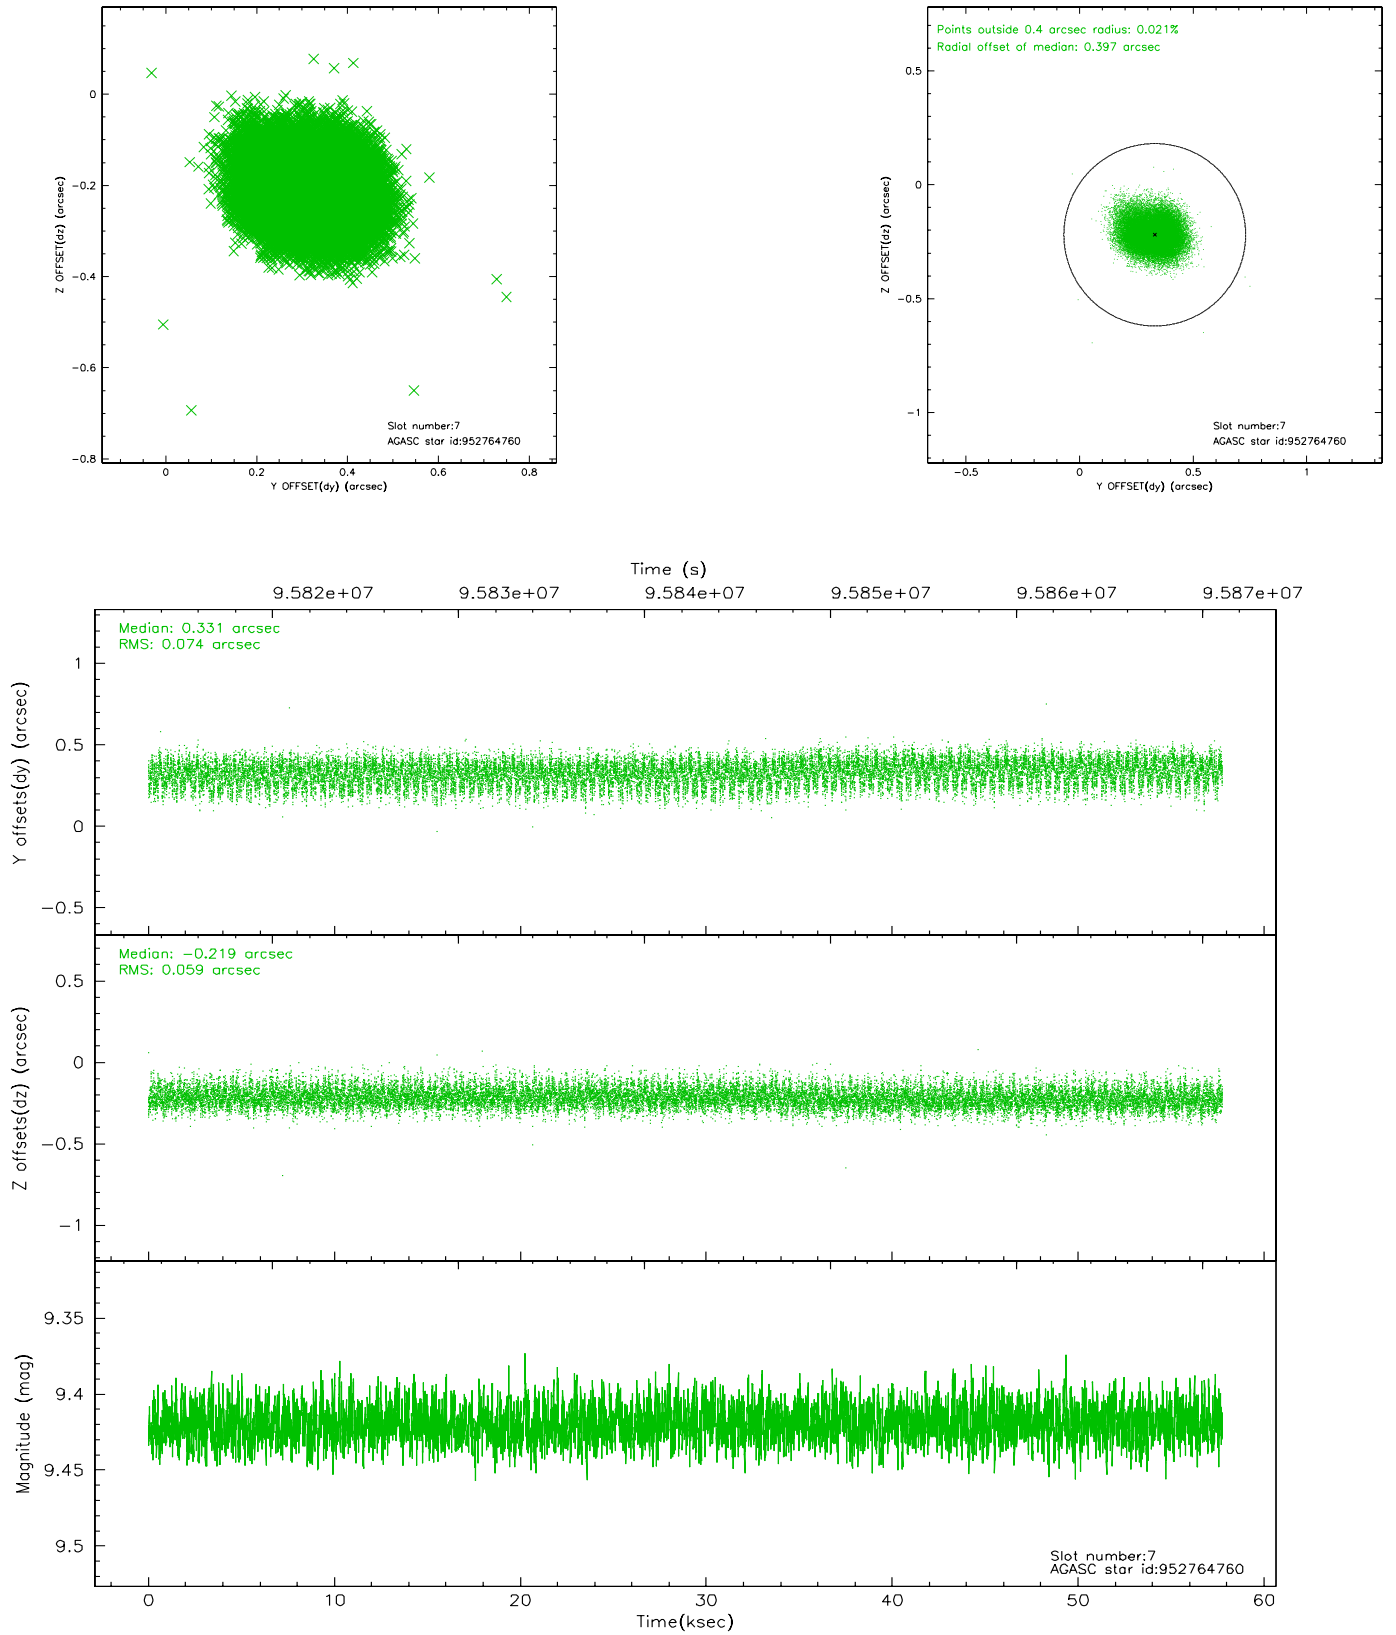 0
−0.2
−0.4
−0.6
−0.8
Z OFFSET(dz) (arcsec)
Slot number:7
AGASC star id:952764760
0
0.2
0.4
0.6
0.8
Y OFFSET(dy) (arcsec)
Points outside 0.4 arcsec radius: 0.021%
Radial offset of median: 0.397 arcsec
0.5
0
−0.5
−1
Z OFFSET(dz) (arcsec)
Slot number:7
AGASC star id:952764760
−0.5
0
0.5
1
Y OFFSET(dy) (arcsec)
Time (s)
9.582e+07
9.583e+07
9.584e+07
9.585e+07
9.586e+07
9.587e+07
Median: 0.331 arcsec
RMS: 0.074 arcsec
1
0.5
0
−0.5
Y offsets(dy) (arcsec)
Median: −0.219 arcsec
RMS: 0.059 arcsec
0.5
0
−0.5
−1
Z offsets(dz) (arcsec)
9.35
9.4
9.45
9.5
Magnitude (mag)
Slot number:7
AGASC star id:952764760
0
10
20
30
40
50
60
Time(ksec)